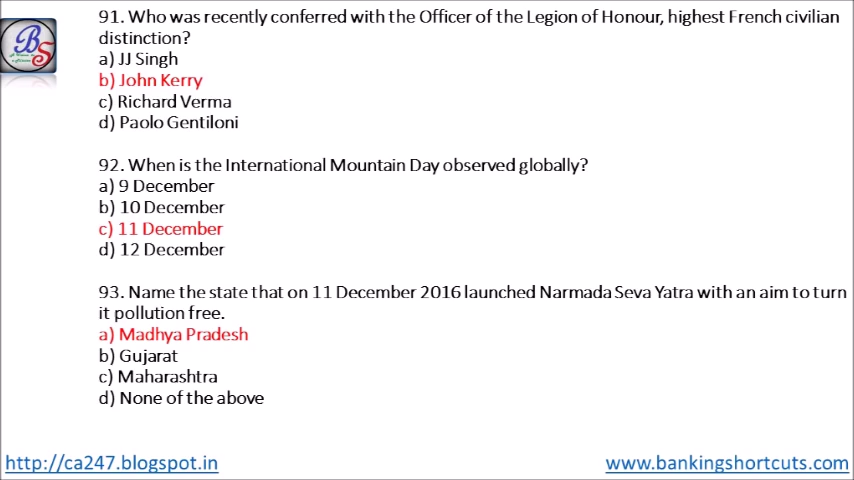 BS
91. Who was recently conferred with the Officer of the Legion of Honour, highest French civilian
distinction?
a) JJ Singh
b) John Kerry
c) Richard Verma
d) Paolo Gentiloni
92. When is the International Mountain Day observed globally?
a) 9 December
b) 10 December
c) 11 December
d) 12 December
93. Name the state that on 11 December 2016 launched Narmada Seva Yatra with an aim to turn
it pollution free.
a) Madhya Pradesh
b) Gujarat
c) Maharashtra
d) None of the above
http://ca247.blogspot.in
www.bankingshortcuts.com